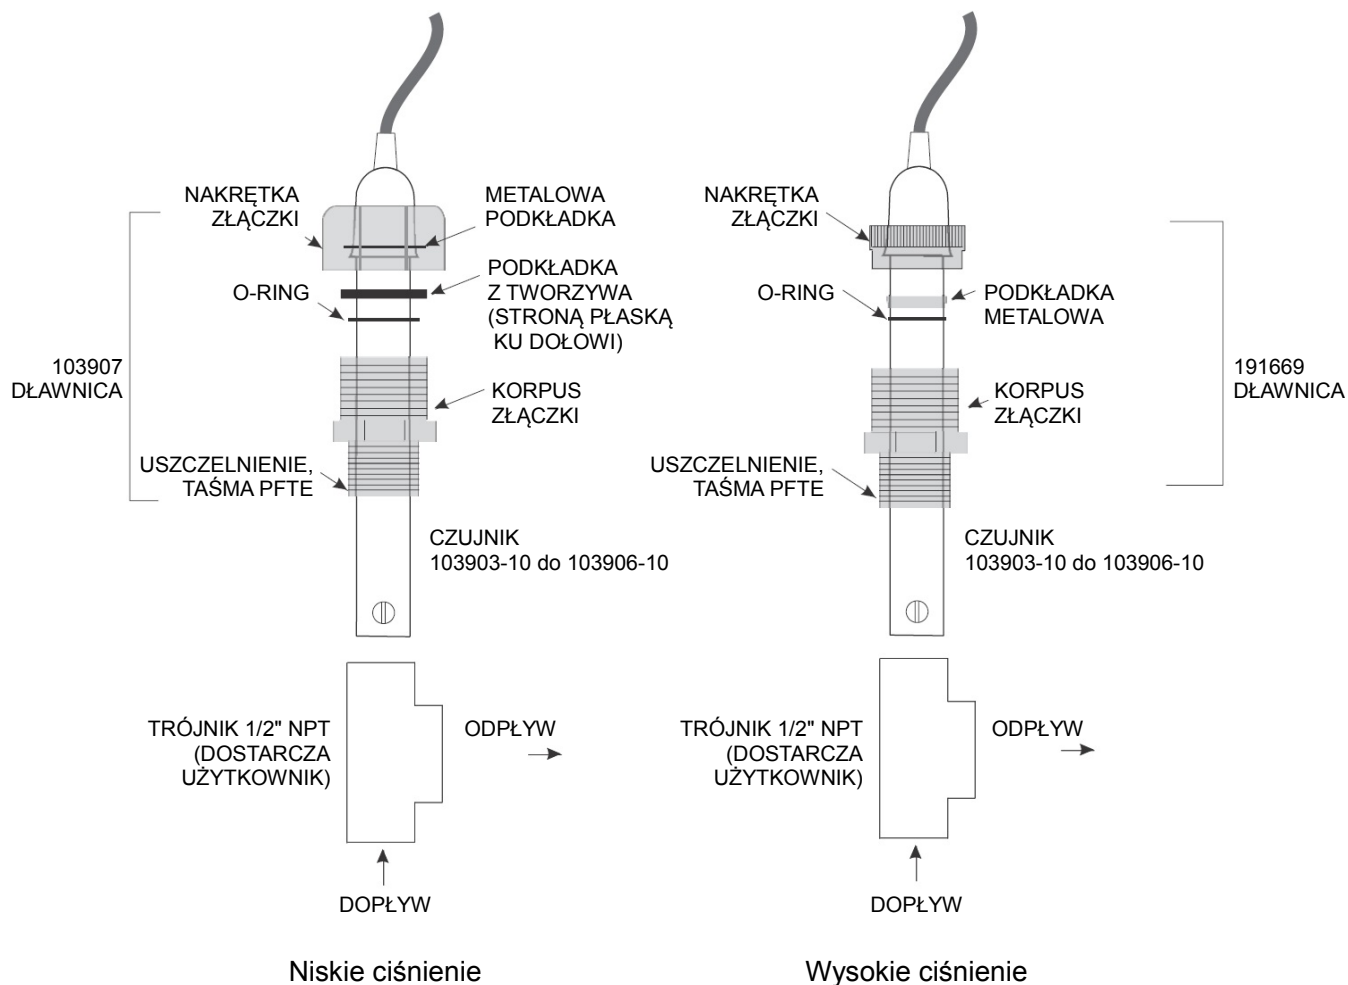 NAKRĘTKA
ZŁĄCZKI
METALOWA
PODKŁADKA
O-RING
PODKŁADKA
Z TWORZYWA
(STRONĄ PŁASKĄ
KU DOŁOWI)
103907
DŁAWNICA
KORPUS
ZŁĄCZKI
USZCZELNIENIE,
TAŚMA PFTE
CZUJNIK
103903-10 do 103906-10
TRÓJNIK 1/2" NPT
(DOSTARCZA
UŻYTKOWNIK)
ODPŁYW
DOPŁYW
Niskie ciśnienie
NAKRĘTKA
ZŁĄCZKI
O-RING
PODKŁADKA
METALOWA
191669
DŁAWNICA
KORPUS
ZŁĄCZKI
USZCZELNIENIE,
TAŚMA PFTE
CZUJNIK
103903-10 do 103906-10
TRÓJNIK 1/2" NPT
(DOSTARCZA
UŻYTKOWNIK)
ODPŁYW
DOPŁYW
Wysokie ciśnienie